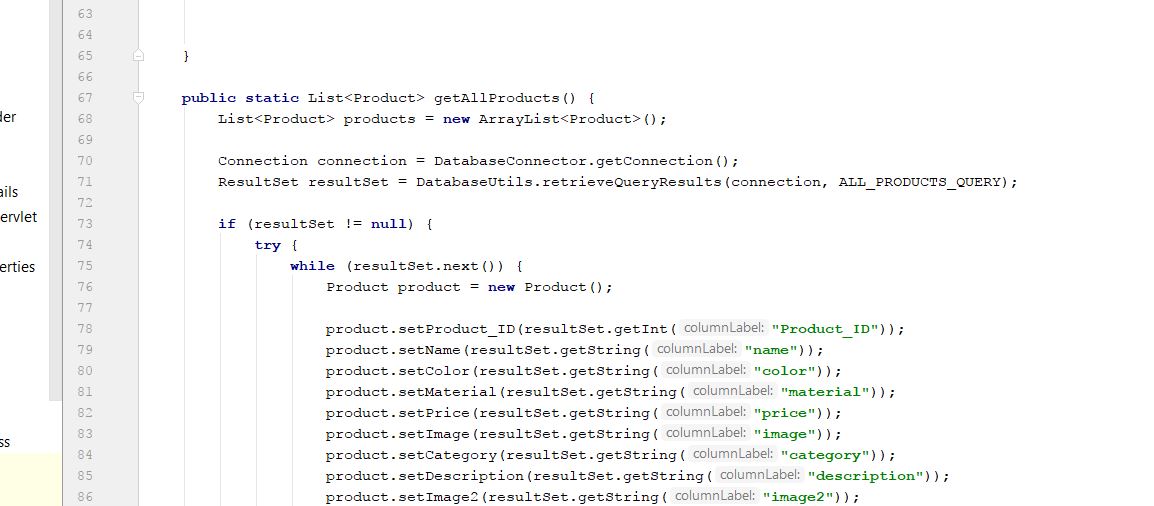 63
64
65 }
66
67 public static List<Product> getAllProducts() {
der
68 List<Product> products = new ArrayList<Product>();
69
70 Connection connection = DatabaseConnector.getConnection();
71 ResultSet resultSet = DatabaseUtils.retrieveQueryResults(connection, ALL_PRODUCTS_QUERY);
ails
72
ervlet
73 if (resultSet != null) {
74 try {
erties
75 while (resultSet.next()) {
76 Product product = new Product();
77
78 product.setProduct_ID(resultSet.getInt( columnLabel: "Product_ID"));
79 product.setName(resultSet.getString( columnLabel: "name"));
80 product.setColor(resultSet.getString( columnLabel: "color"));
81 product.setMaterial(resultSet.getString( columnLabel: "material"));
82 product.setPrice(resultSet.getString( columnLabel: "price"));
83 product.setImage(resultSet.getString( columnLabel: "image"));
ss
84 product.setCategory(resultSet.getString( columnLabel: "category"));
85 product.setDescription(resultSet.getString( columnLabel: "description"));
86 product.setImage2(resultSet.getString( columnLabel: "image2"));